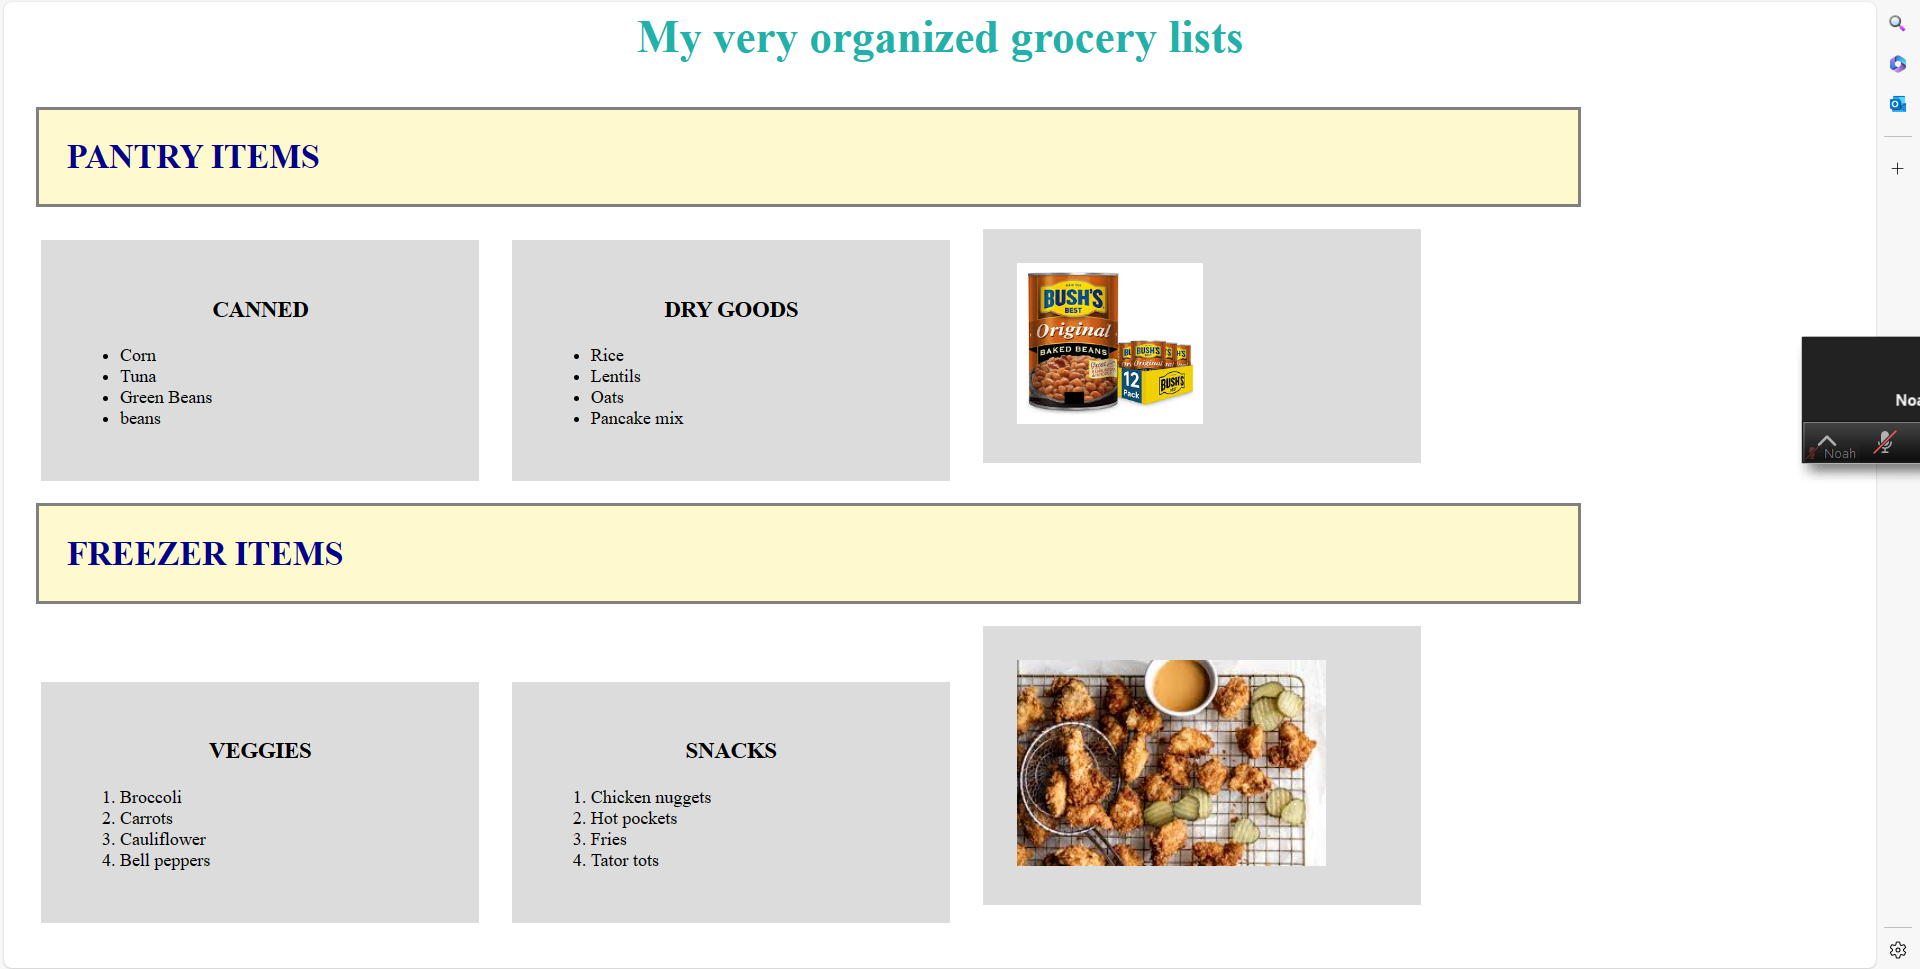 My very organized grocery lists
PANTRY ITEMS
CANNED
Corn
Tuna
Green Beans
beans
DRY GOODS
Rice
Lentils
Oats
Pancake mix
BUSH'S
BEST
Original
BAKED BEANS
BUSH'S
Original
12
Pack
BUSH'S
Noa
Noah
FREEZER ITEMS
VEGGIES
1. Broccoli
2. Carrots
3. Cauliflower
4. Bell peppers
SNACKS
1. Chicken nuggets
2. Hot pockets
3. Fries
4. Tator tots